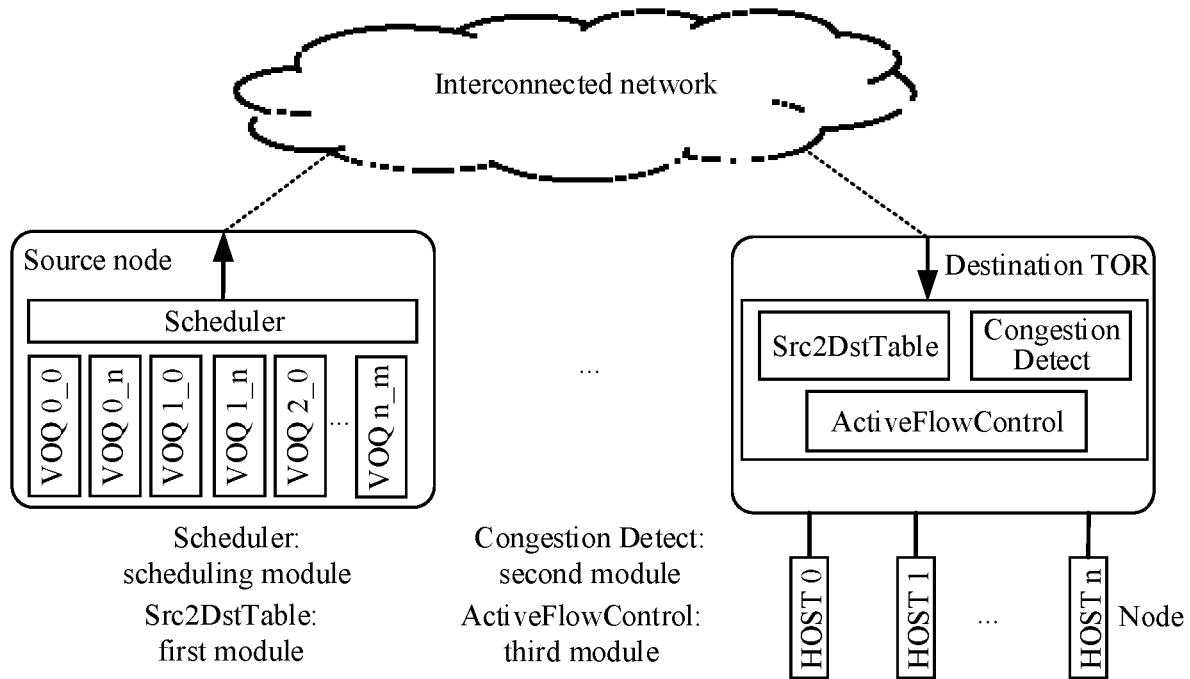 Interconnected network
Source node
Scheduler
VOQ 0_0
VOQ 0_n
VOQ 1_0
VOQ 1_n
VOQ 2_0
...
VOQ n_m
...
Destination TOR
Src2DstTable
Congestion
Detect
ActiveFlowControl
HOST 0
HOST 1
...
HOST n
Node
Scheduler:
scheduling module
Src2DstTable:
first module
Congestion Detect:
second module
ActiveFlowControl:
third module